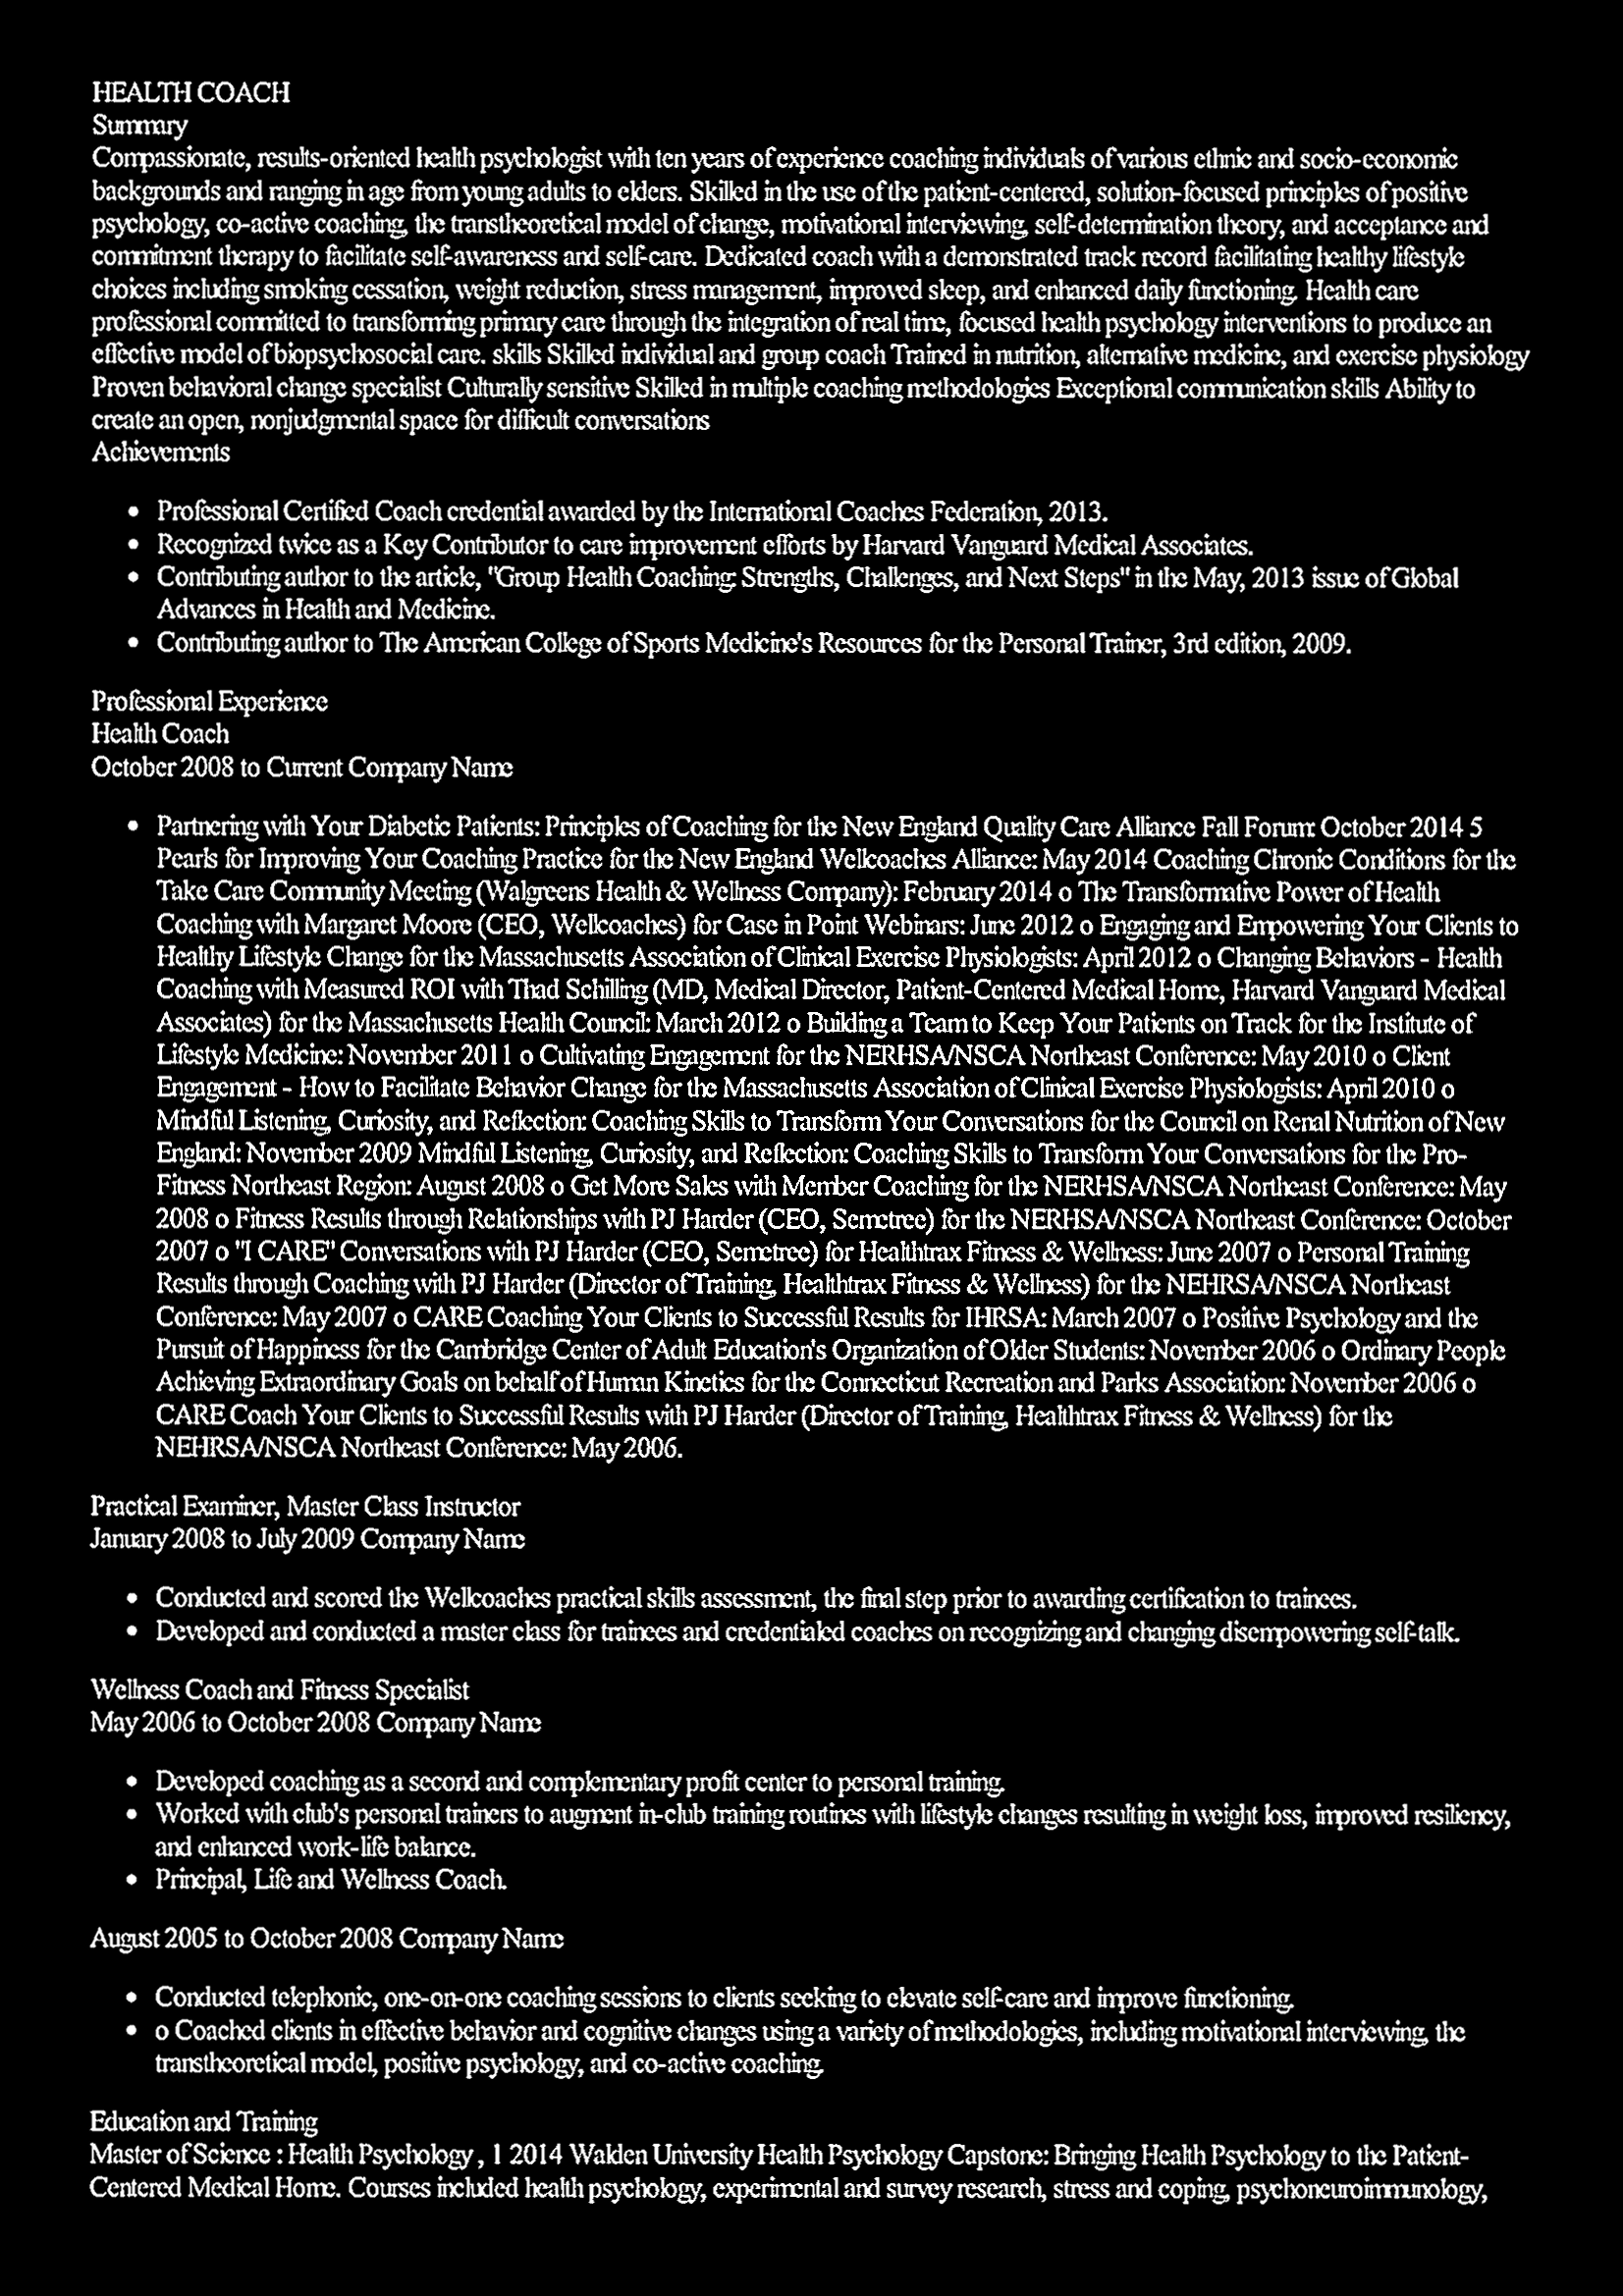 HEALTH COACH
Summary
Compassionate, results-oriented health psychologist with ten years of experience coaching individuals of various ethnic and socio-economic
backgrounds and ranging in age from young adults to elders. Skilled in the use of the patient-centered, solution-focused principles of positive
psychology, co-active coaching, the transtheoretical model of change, motivational interviewing, self-determination theory, and acceptance and
commitment therapy to facilitate self-awareness and self-care. Dedicated coach with a demonstrated track record facilitating healthy lifestyle
choices including smoking cessation, weight reduction, stress management, improved sleep, and enhanced daily functioning. Health care
professional committed to transforming primary care through the integration of real time, focused health psychology interventions to produce an
effective model of biopsychosocial care. skills Skilled individual and group coach Trained in nutrition, alternative medicine, and exercise physiology
Proven behavioral change specialist Culturally sensitive Skilled in multiple coaching methodologies Exceptional communication skills Ability to
create an open, nonjudgmental space for difficult conversations
Achievements
• Professional Certified Coach credential awarded by the International Coaches Federation, 2013.
• Recognized twice as a Key Contributor to care improvement efforts by Harvard Vanguard Medical Associates.
• Contributing author to the article, "Group Health Coaching: Strengths, Challenges, and Next Steps" in the May, 2013 issue of Global
Advances in Health and Medicine.
• Contributing author to The American College of Sports Medicine's Resources for the Personal Trainer, 3rd edition, 2009.
Professional Experience
Health Coach
October 2008 to Current Company Name
• Partnering with Your Diabetic Patients: Principles of Coaching for the New England Quality Care Alliance Fall Forum: October 2014 5
Pearls for Improving Your Coaching Practice for the New England Wellcoaches Alliance: May 2014 Coaching Chronic Conditions for the
Take Care Community Meeting (Walgreens Health & Wellness Company): February 2014 o The Transformative Power of Health
Coaching with Margaret Moore (CEO, Wellcoaches) for Case in Point Webinars: June 2012 o Engaging and Empowering Your Clients to
Healthy Lifestyle Change for the Massachusetts Association of Clinical Exercise Physiologists: April 2012 o Changing Behaviors - Health
Coaching with Measured ROI with Thad Schilling (MD, Medical Director, Patient-Centered Medical Home, Harvard Vanguard Medical
Associates) for the Massachusetts Health Council: March 2012 o Building a Team to Keep Your Patients on Track for the Institute of
Lifestyle Medicine: November 2011 o Cultivating Engagement for the NERHSA/NSCA Northeast Conference: May 2010 o Client
Engagement - How to Facilitate Behavior Change for the Massachusetts Association of Clinical Exercise Physiologists: April 2010 o
Mindful Listening, Curiosity, and Reflection: Coaching Skills to Transform Your Conversations for the Council on Renal Nutrition of New
England: November 2009 Mindful Listening, Curiosity, and Reflection: Coaching Skills to Transform Your Conversations for the Pro-
Fitness Northeast Region: August 2008 o Get More Sales with Member Coaching for the NERHSA/NSCA Northeast Conference: May
2008 o Fitness Results through Relationships with PJ Harder (CEO, Semetree) for the NERHSA/NSCA Northeast Conference: October
2007 o "I CARE" Conversations with PJ Harder (CEO, Semetree) for Healthtrax Fitness & Wellness: June 2007 o Personal Training
Results through Coaching with PJ Harder (Director of Training, Healthtrax Fitness & Wellness) for the NEHRSA/NSCA Northeast
Conference: May 2007 o CARE Coaching Your Clients to Successful Results for IHRSA: March 2007 o Positive Psychology and the
Pursuit of Happiness for the Cambridge Center of Adult Education's Organization of Older Students: November 2006 o Ordinary People
Achieving Extraordinary Goals on behalf of Human Kinetics for the Connecticut Recreation and Parks Association: November 2006 o
CARE Coach Your Clients to Successful Results with PJ Harder (Director of Training, Healthtrax Fitness & Wellness) for the
NEHRSA/NSCA Northeast Conference: May 2006.
Practical Examiner, Master Class Instructor
January 2008 to July 2009 Company Name
• Conducted and scored the Wellcoaches practical skills assessment, the final step prior to awarding certification to trainees.
• Developed and conducted a master class for trainees and credentialed coaches on recognizing and changing disempowering self-talk.
Wellness Coach and Fitness Specialist
May 2006 to October 2008 Company Name
• Developed coaching as a second and complementary profit center to personal training.
• Worked with club's personal trainers to augment in-club training routines with lifestyle changes resulting in weight loss, improved resiliency,
and enhanced work-life balance.
• Principal, Life and Wellness Coach.
August 2005 to October 2008 Company Name
• Conducted telephonic, one-on-one coaching sessions to clients seeking to elevate self-care and improve functioning.
• o Coached clients in effective behavior and cognitive changes using a variety of methodologies, including motivational interviewing, the
transtheoretical model, positive psychology, and co-active coaching.
Education and Training
Master of Science : Health Psychology , 1 2014 Walden University Health Psychology Capstone: Bringing Health Psychology to the Patient-
Centered Medical Home. Courses included health psychology, experimental and survey research, stress and coping, psychoneuroimmunology,